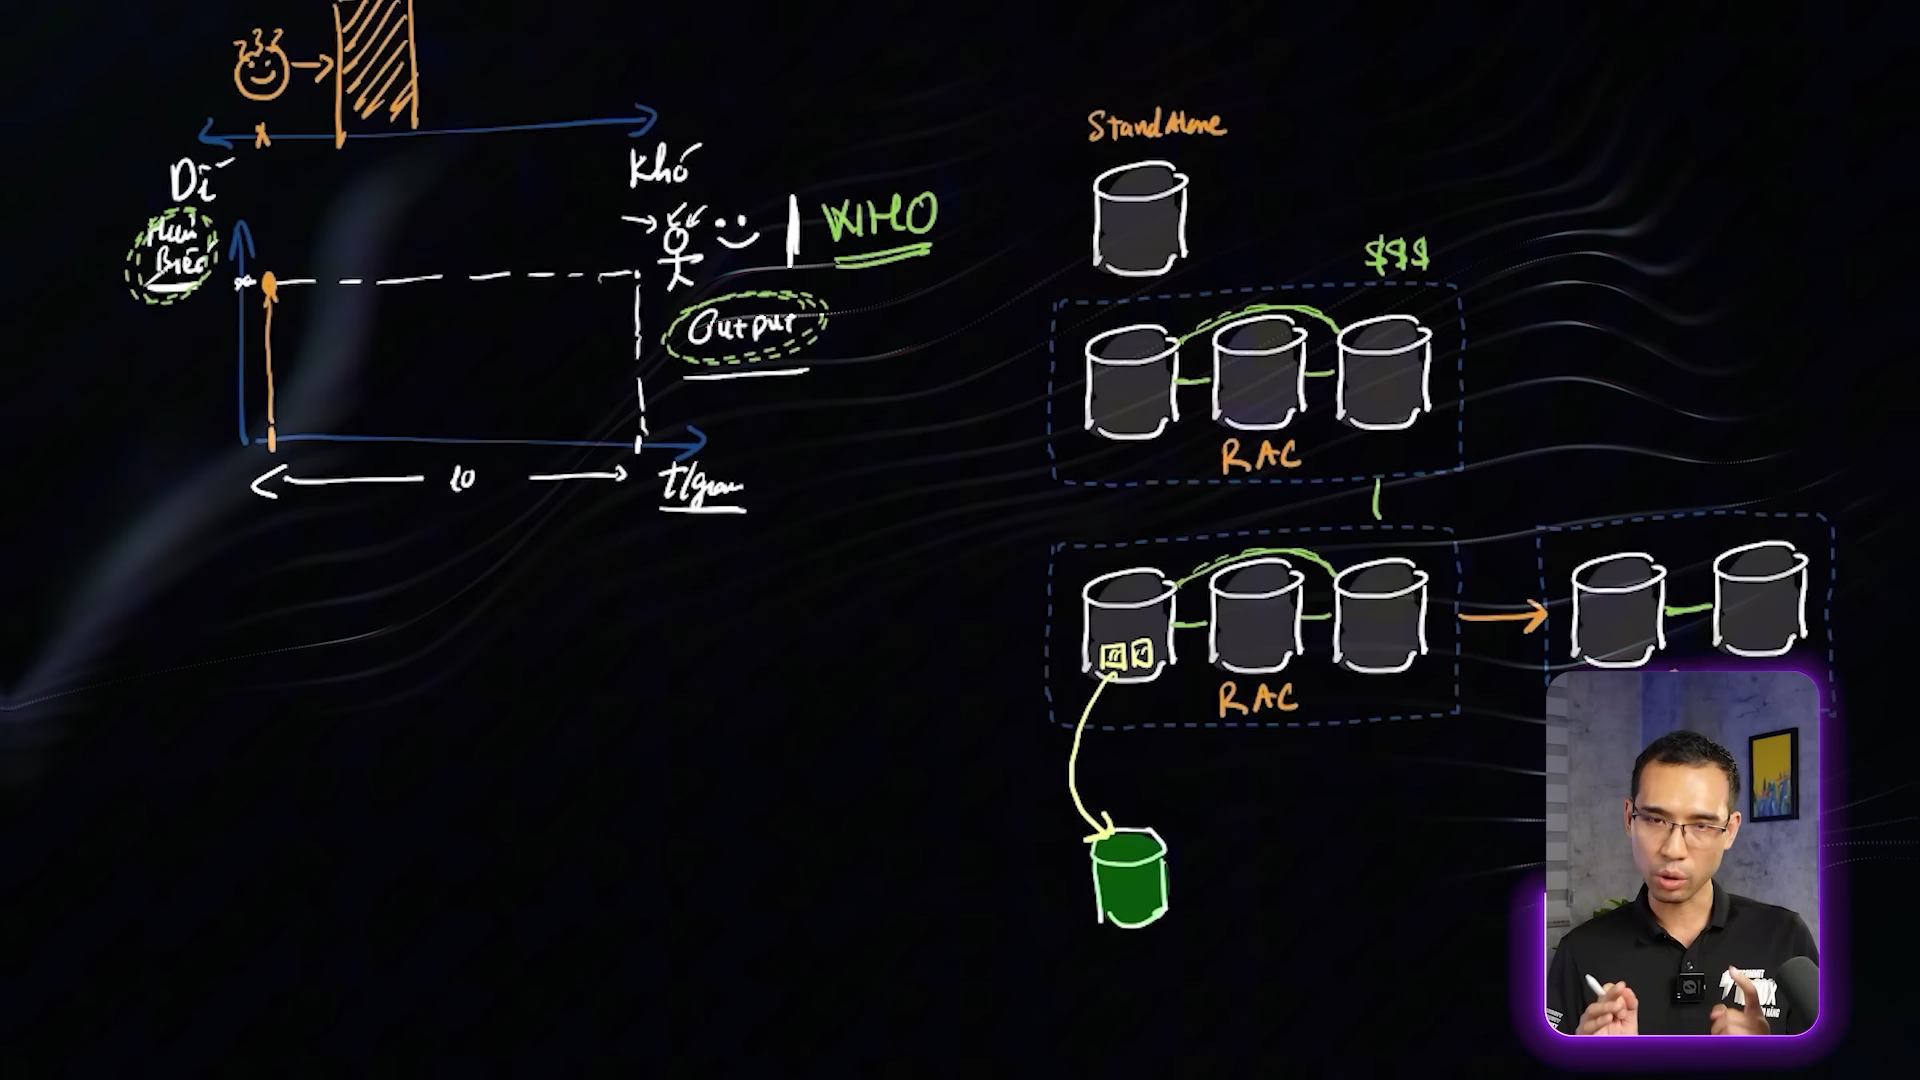 Dễ
Khó
Hiểu
Biết
WHO
Output
10
t/gian
StandAlone
$$$
RAC
RAC